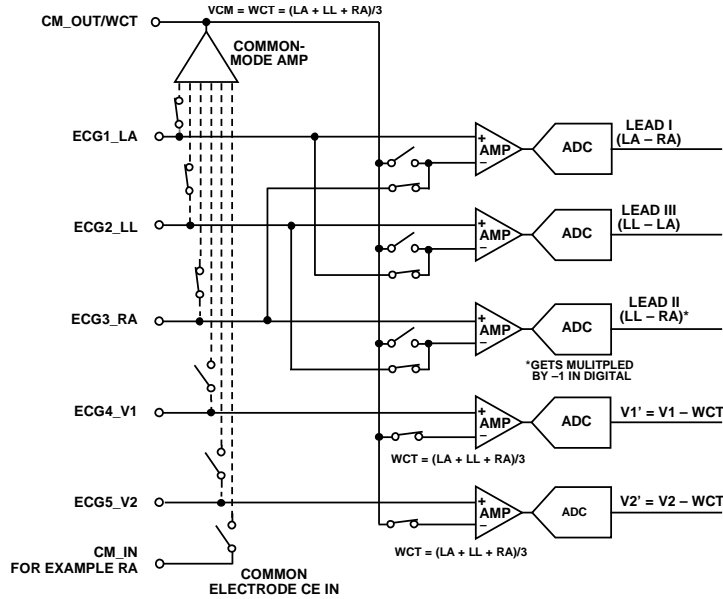 CM_OUT/WCT
VCM = WCT = (LA + LL + RA)/3
COMMON-
MODE AMP
ECG1_LA
+
AMP
–
ADC
LEAD I
(LA – RA)
ECG2_LL
+
AMP
–
ADC
LEAD III
(LL – LA)
ECG3_RA
+
AMP
–
ADC
LEAD II
(LL – RA)*
*GETS MULITPLED
BY –1 IN DIGITAL
ECG4_V1
+
AMP
–
ADC
V1’ = V1 – WCT
WCT = (LA + LL + RA)/3
ECG5_V2
+
AMP
–
ADC
V2’ = V2 – WCT
WCT = (LA + LL + RA)/3
CM_IN
FOR EXAMPLE RA
COMMON
ELECTRODE CE IN